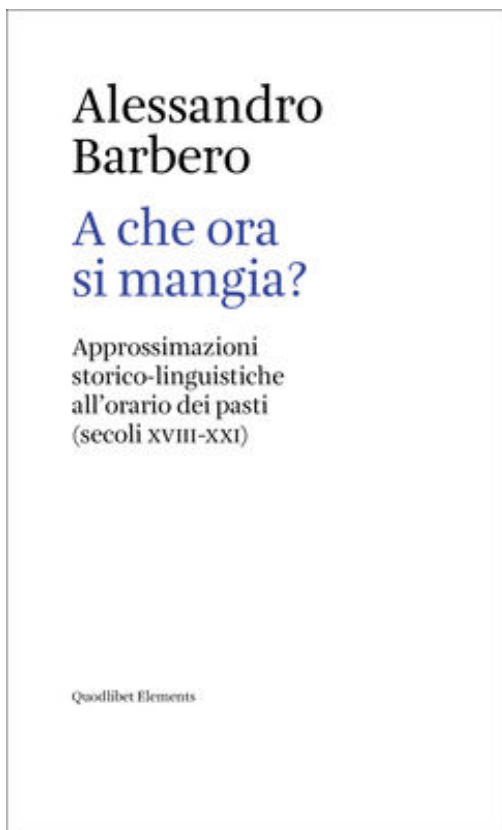 Alessandro
Barbero
A che ora
si mangia?
Approssimazioni
storico-linguistiche
all'orario dei pasti
(secoli XVIII-XXI)
Quodlibet Elements